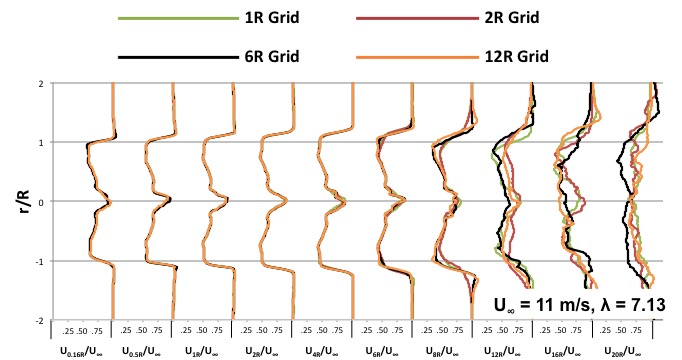 1R Grid 2R Grid
6R Grid 12R Grid
2
1
r/R
0
-1
U∞ = 11 m/s, λ = 7.13
-2
.25 .50 .75 .25 .50 .75 .25 .50 .75 .25 .50 .75 .25 .50 .75 .25 .50 .75 .25 .50 .75 .25 .50 .75 .25 .50 .75 .25 .50 .75
U0.16R/U∞ U0.5R/U∞ U1R/U∞ U2R/U∞ U4R/U∞ U6R/U∞ U8R/U∞ U12R/U∞ U16R/U∞ U20R/U∞